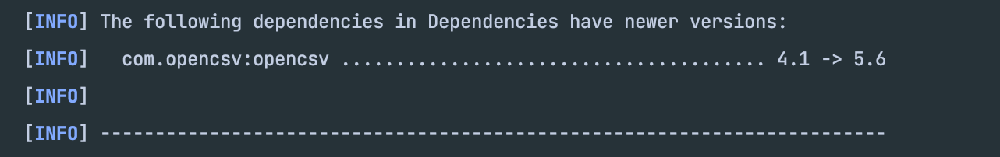 [INFO] The following dependencies in Dependencies have newer versions:
[INFO]   com.opencsv:opencsv ....................................... 4.1 -> 5.6
[INFO]
[INFO] ------------------------------------------------------------------------